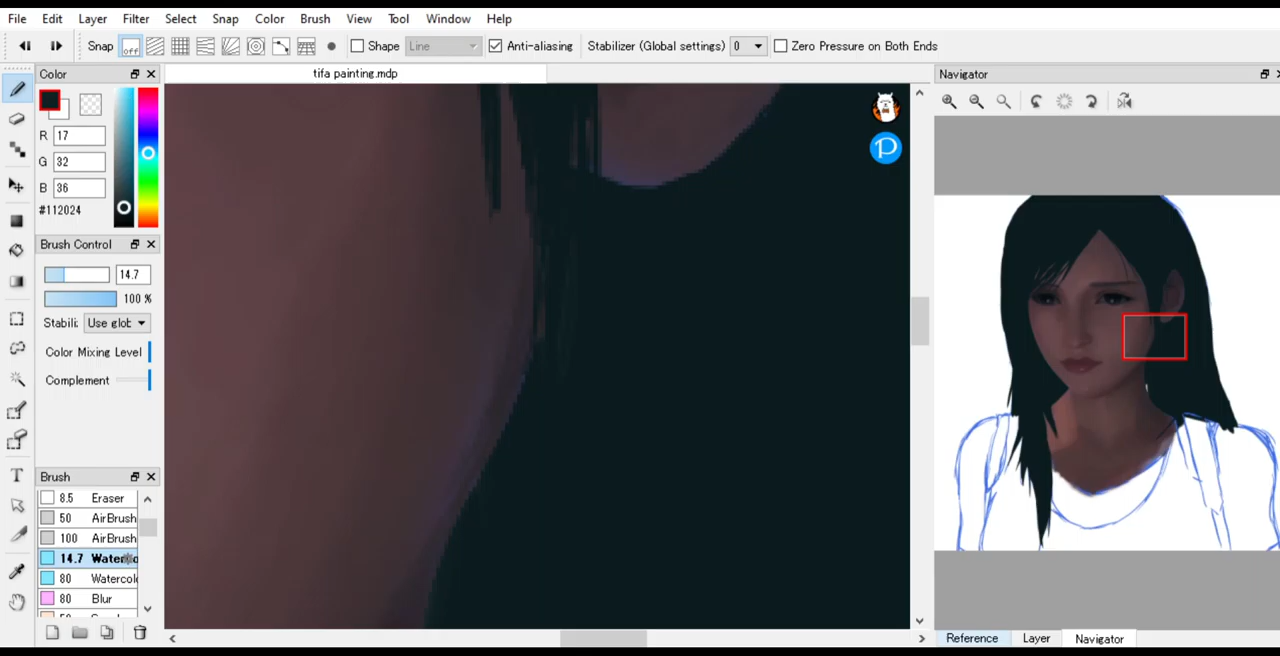 File Edit Layer Filter Select Snap Color Brush View Tool Window Help
Snap off Shape Line Anti-aliasing Stabilizer (Global settings) 0 Zero Pressure on Both Ends
Color
tifa painting.mdp
Navigator
R 17
G 32
B 36
#112024
Brush Control
14.7
100 %
Stabili: Use glob
Color Mixing Level
Complement
Brush
8.5 Eraser
50 AirBrush
100 AirBrush
14.7
80 Watercol
80 Blur
T
P
Reference Layer Navigator